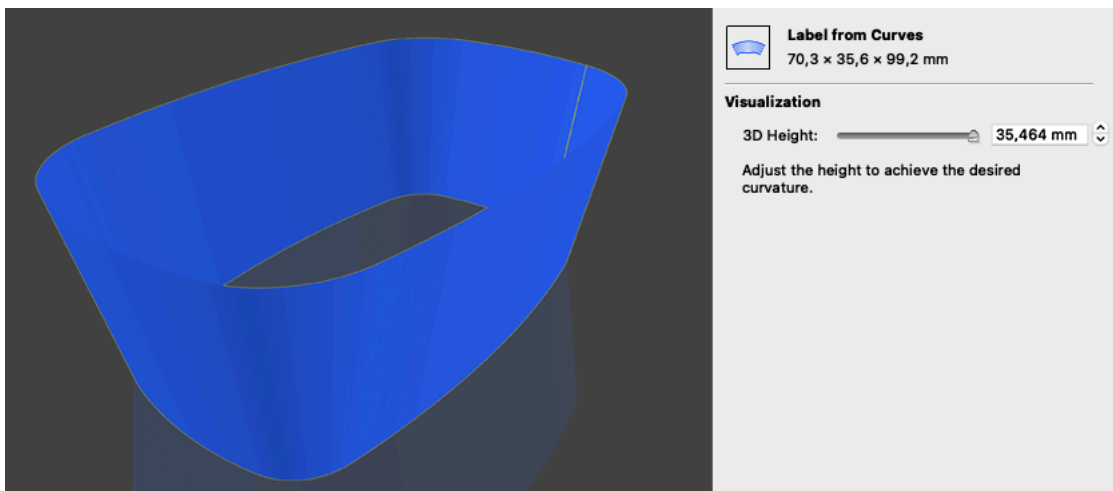 Label from Curves
70,3 × 35,6 × 99,2 mm
Visualization
3D Height: 35,464 mm
Adjust the height to achieve the desired
curvature.